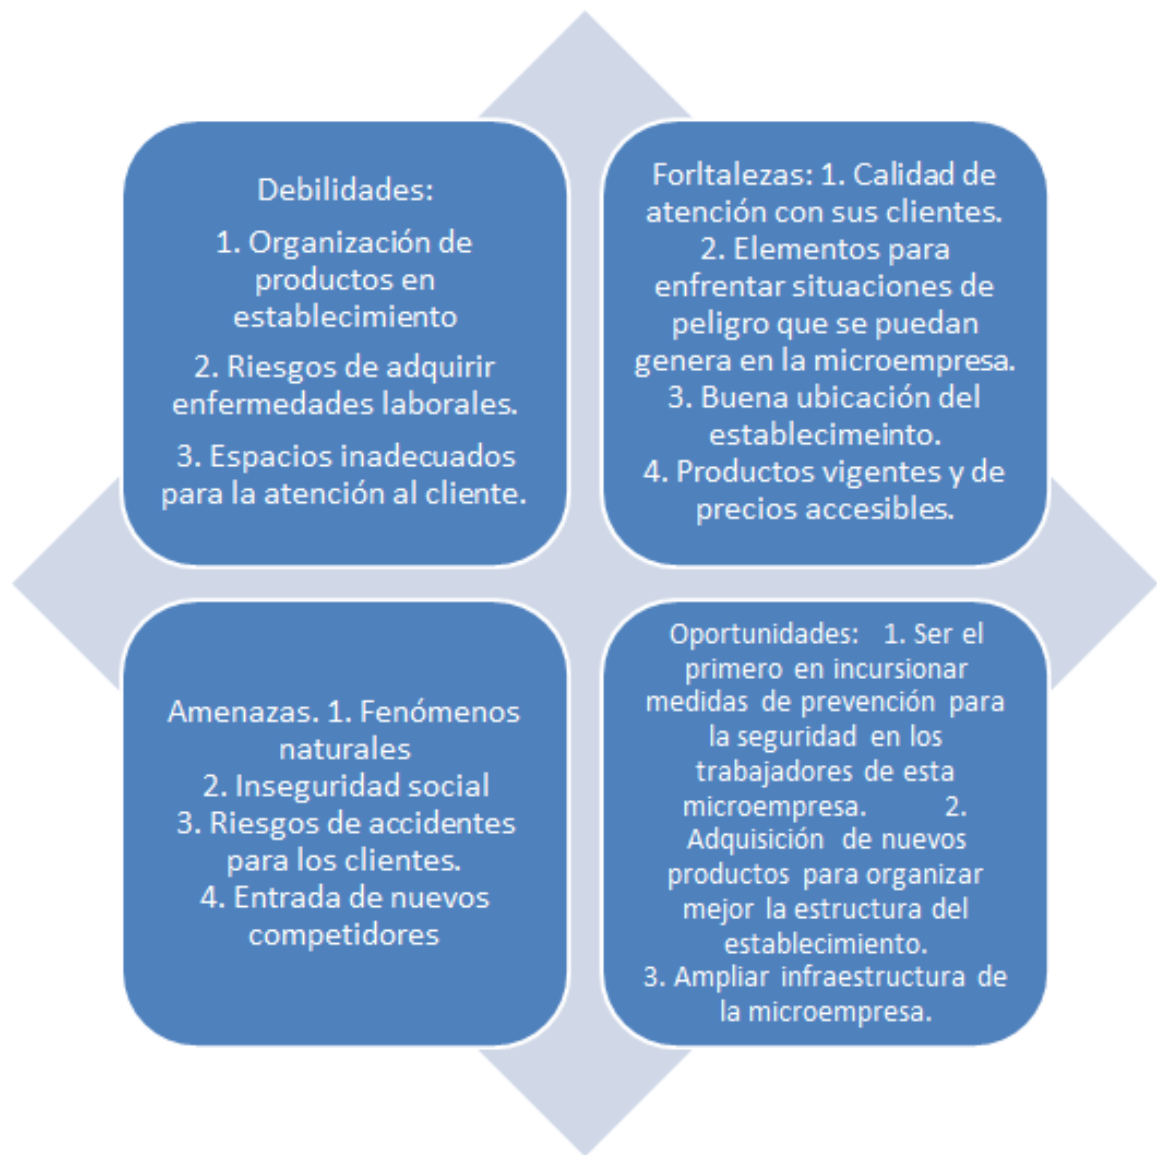 Debilidades:
1. Organización de
productos en
establecimiento
2. Riesgos de adquirir
enfermedades laborales.
3. Espacios inadecuados
para la atención al cliente.
Forltalezas: 1. Calidad de
atención con sus clientes.
2. Elementos para
enfrentar situaciones de
peligro que se puedan
genera en la microempresa.
3. Buena ubicación del
establecimeinto.
4. Productos vigentes y de
precios accesibles.
Amenazas. 1. Fenómenos
naturales
2. Inseguridad social
3. Riesgos de accidentes
para los clientes.
4. Entrada de nuevos
competidores
Oportunidades: 1. Ser el
primero en incursionar
medidas de prevención para
la seguridad en los
trabajadores de esta
microempresa. 2.
Adquisición de nuevos
productos para organizar
mejor la estructura del
establecimiento.
3. Ampliar infraestructura de
la microempresa.